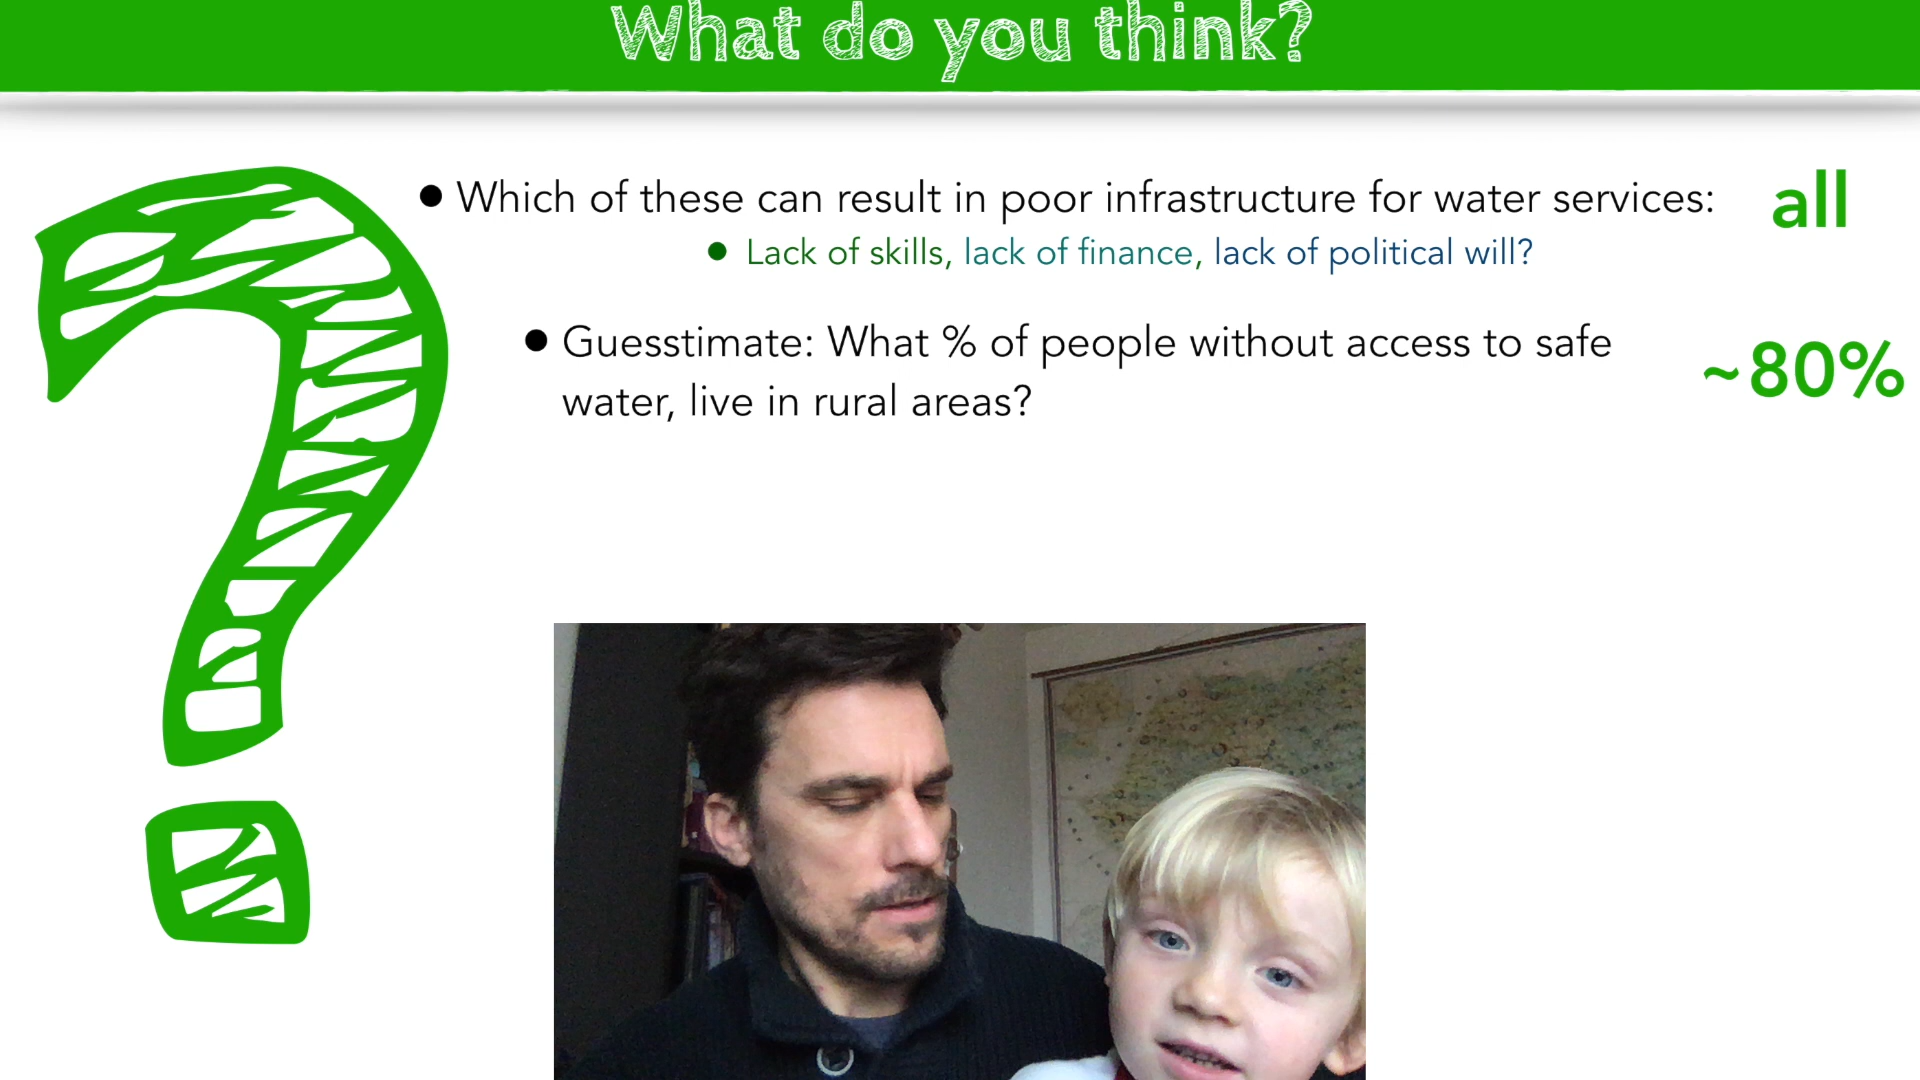 What do you think?
● Which of these can result in poor infrastructure for water services: all
● Lack of skills, lack of finance, lack of political will?
● Guesstimate: What % of people without access to safe
water, live in rural areas?
~80%